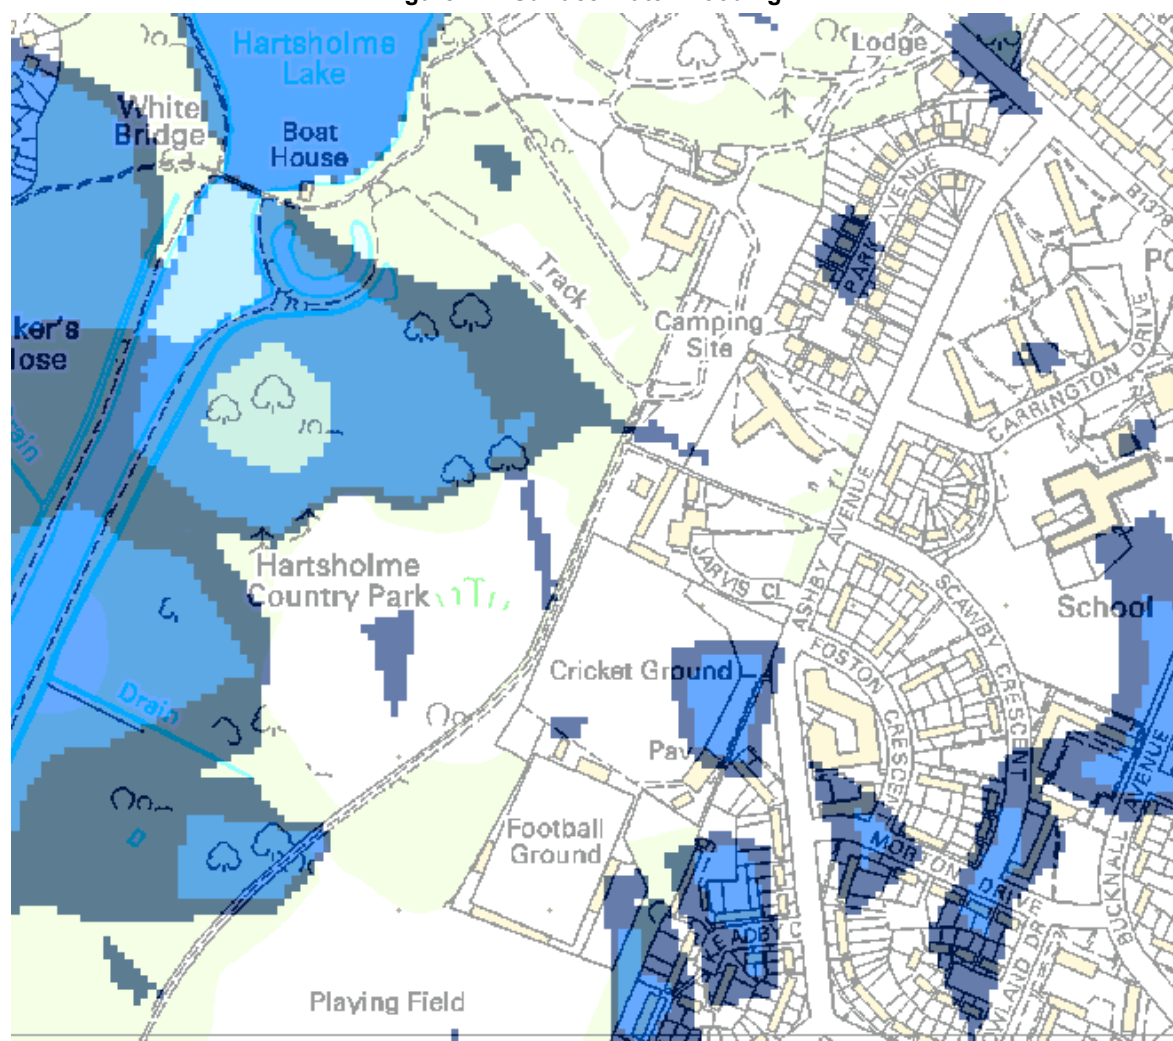 Hartsholme
Lake
Lodge
White
Bridge
Boat
House
AVENUE
PARK
Track
Camping
Site
ker's
lose
CARRINGTON DRIVE
Hartsholme
Country Park
JARVIS CL
ASHBY AVENUE
SCAWBY CRESCENT
School
FOSTON CRESCENT
Cricket Ground
Drain
Pav
AVENUE
Football
Ground
MORTON DRIVE
BUCKNALL
Playing Field